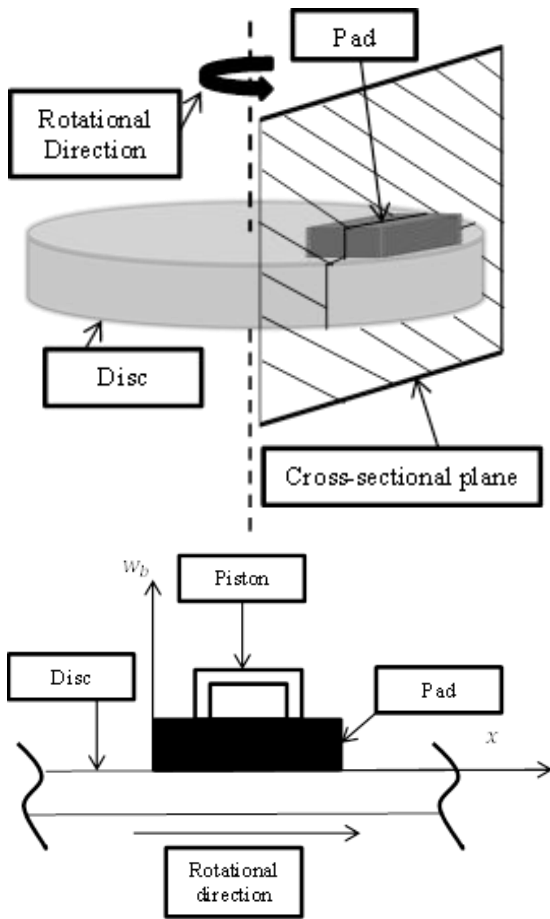 Pad
Rotational
Direction
Disc
Cross-sectional plane
w_b
Piston
Disc
Pad
x
Rotational
direction